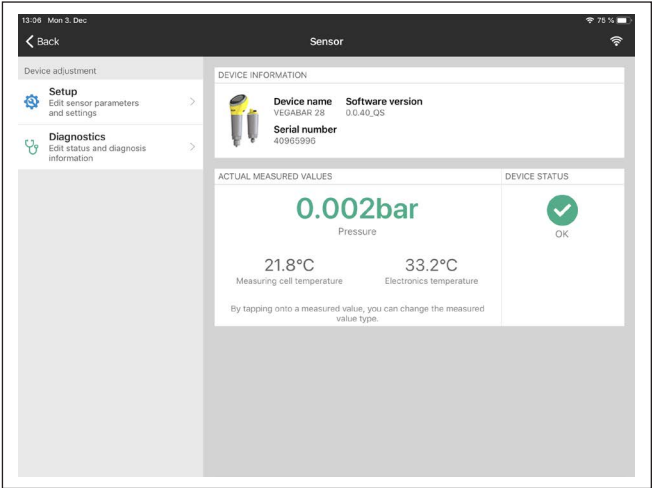 13:06 Mon 3. Dec
75 %
Back
Sensor
Device adjustment
Setup
Edit sensor parameters
and settings
Diagnostics
Edit status and diagnosis
information
DEVICE INFORMATION
Device name Software version
VEGABAR 28 0.0.40_QS
Serial number
40965996
ACTUAL MEASURED VALUES
DEVICE STATUS
0.002bar
Pressure
OK
21.8°C 33.2°C
Measuring cell temperature Electronics temperature
By tapping onto a measured value, you can change the measured
value type.